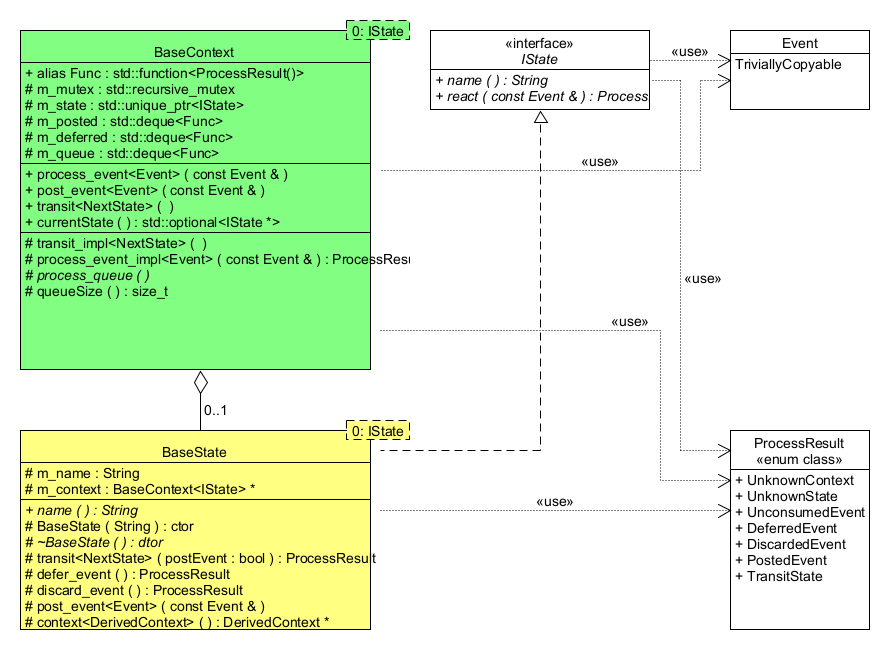 0: IState
BaseContext
+ alias Func : std::function<ProcessResult()>
# m_mutex : std::recursive_mutex
# m_state : std::unique_ptr<IState>
# m_posted : std::deque<Func>
# m_deferred : std::deque<Func>
# m_queue : std::deque<Func>
+ process_event<Event> ( const Event & )
+ post_event<Event> ( const Event & )
+ transit<NextState> ( )
+ currentState ( ) : std::optional<IState *>
# transit_impl<NextState> ( )
# process_event_impl<Event> ( const Event & ) : ProcessResu
# process_queue ( )
# queueSize ( ) : size_t
«interface»
IState
+ name ( ) : String
+ react ( const Event & ) : Process
«use»
Event
TriviallyCopyable
«use»
«use»
«use»
0..1
0: IState
BaseState
# m_name : String
# m_context : BaseContext<IState> *
+ name ( ) : String
# BaseState ( String ) : ctor
# ~BaseState ( ) : dtor
# transit<NextState> ( postEvent : bool ) : ProcessResult
# defer_event ( ) : ProcessResult
# discard_event ( ) : ProcessResult
# post_event<Event> ( const Event & )
# context<DerivedContext> ( ) : DerivedContext *
«use»
ProcessResult
«enum class»
+ UnknownContext
+ UnknownState
+ UnconsumedEvent
+ DeferredEvent
+ DiscardedEvent
+ PostedEvent
+ TransitState